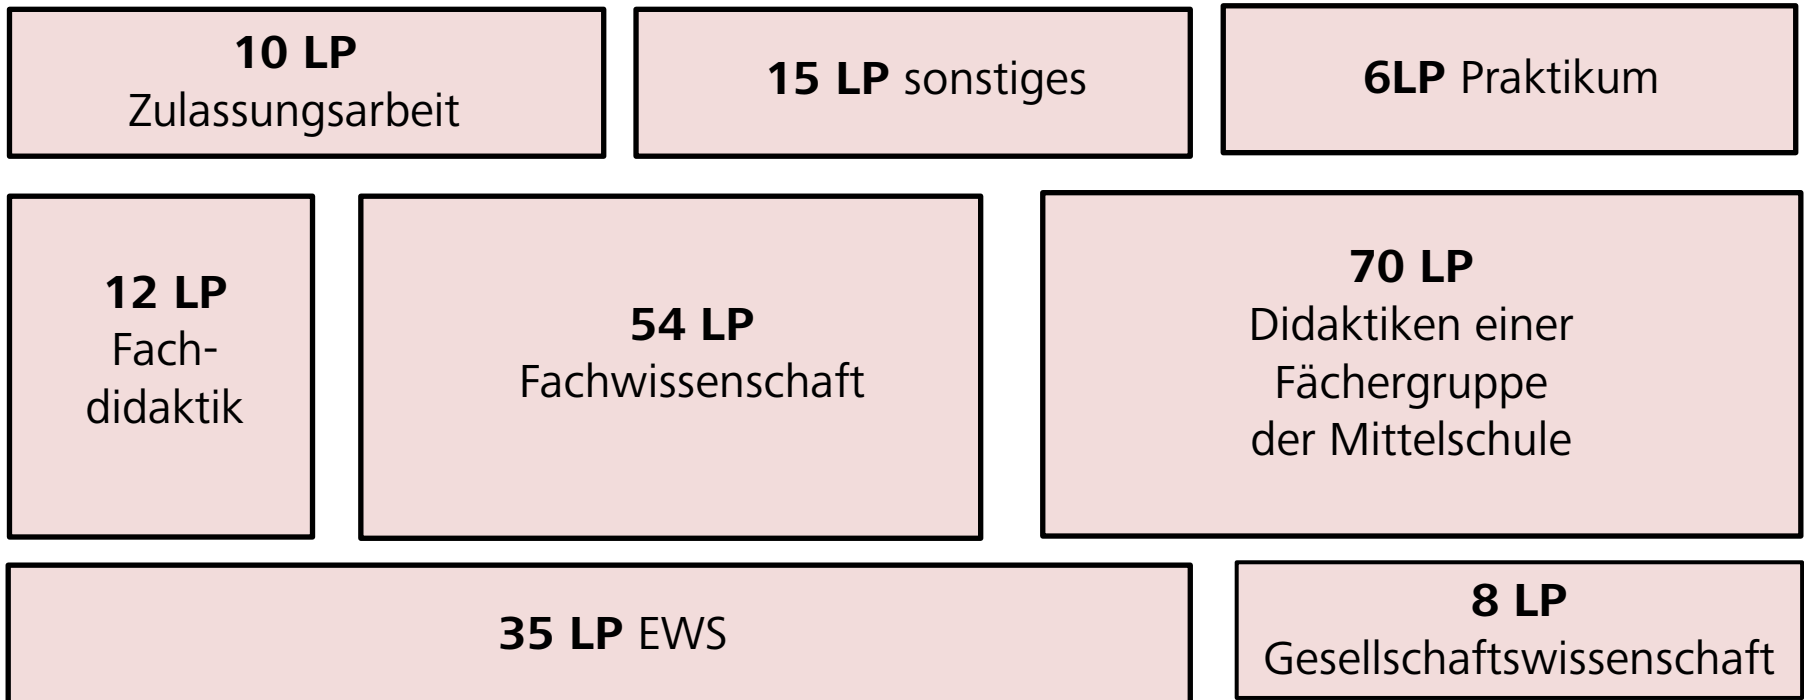 10 LP
Zulassungsarbeit
15 LP sonstiges
6LP Praktikum
12 LP
Fach-
didaktik
54 LP
Fachwissenschaft
70 LP
Didaktiken einer
Fächergruppe
der Mittelschule
35 LP EWS
8 LP
Gesellschaftswissenschaft